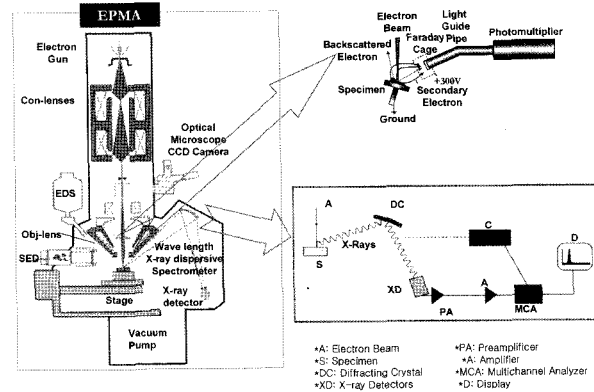 EPMA
Electron
Gun
Con-lenses
Optical
Microscope
CCD Camera
EDS
Obj-lens
SED
Wave length
X-ray dispersive
Spectrometer
Stage
X-ray
detector
Vacuum
Pump
Electron
Beam
Light
Guide
Pipe
Faraday
Cage
Photomultiplier
Backscattered
Electron
+300V
Specimen
Secondary
Electron
Ground
A
DC
C
D
X-Rays
S
XD
A
PA
MCA
*A: Electron Beam
*S: Specimen
*DC: Diffracting Crystal
*XD: X-ray Detectors
*PA: Preamplificer
*A: Amplifier
*MCA: Multichannel Analyzer
*D: Display